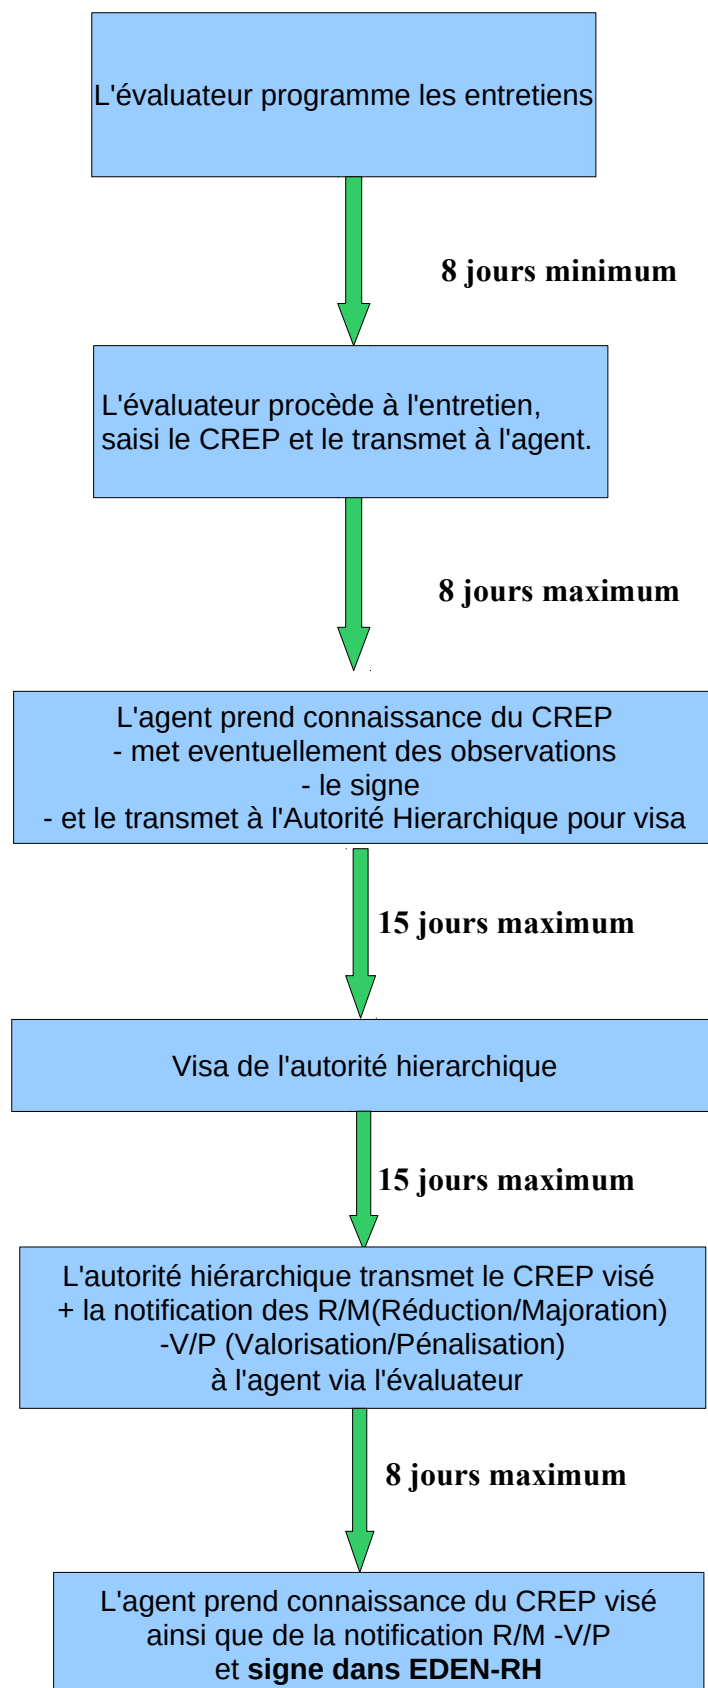 L'évaluateur programme les entretiens
8 jours minimum
L'évaluateur procède à l'entretien,
saisi le CREP et le transmet à l'agent.
8 jours maximum
L'agent prend connaissance du CREP
- met eventuellement des observations
- le signe
- et le transmet à l'Autorité Hierarchique pour visa
15 jours maximum
Visa de l'autorité hierarchique
15 jours maximum
L'autorité hiérarchique transmet le CREP visé
+ la notification des R/M(Réduction/Majoration)
-V/P (Valorisation/Pénalisation)
à l'agent via l'évaluateur
8 jours maximum
L'agent prend connaissance du CREP visé
ainsi que de la notification R/M -V/P
et signe dans EDEN-RH